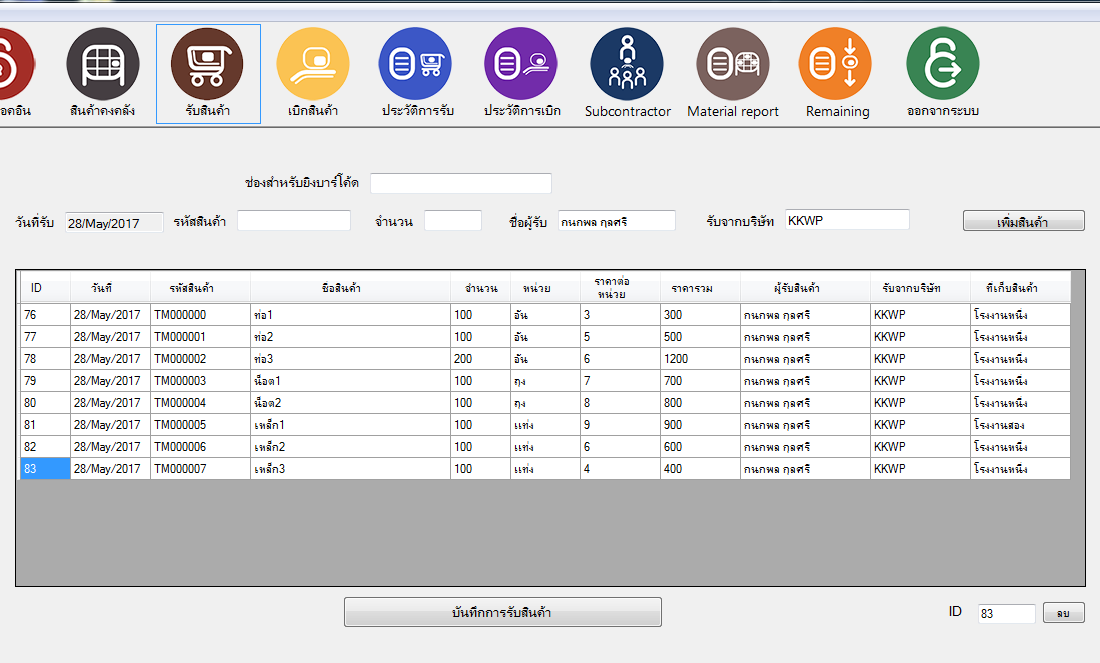 อคอิน สินค้าคงคลัง รับสินค้า เบิกสินค้า ประวัติการรับ ประวัติการเบิก Subcontractor Material report Remaining ออกจากระบบ
ช่องสำหรับยิงบาร์โค้ด
วันที่รับ 28/May/2017 รหัสสินค้า จำนวน ชื่อผู้รับ กนกพล กุลศรี รับจากบริษัท KKWP เพิ่มสินค้า
ID วันที่ รหัสสินค้า ชื่อสินค้า จำนวน หน่วย ราคาต่อหน่วย ราคารวม ผู้รับสินค้า รับจากบริษัท ที่เก็บสินค้า
76 28/May/2017 TM000000 ท่อ1 100 อัน 3 300 กนกพล กุลศรี KKWP โรงงานหนึ่ง
77 28/May/2017 TM000001 ท่อ2 100 อัน 5 500 กนกพล กุลศรี KKWP โรงงานหนึ่ง
78 28/May/2017 TM000002 ท่อ3 200 อัน 6 1200 กนกพล กุลศรี KKWP โรงงานหนึ่ง
79 28/May/2017 TM000003 น็อต1 100 ถุง 7 700 กนกพล กุลศรี KKWP โรงงานหนึ่ง
80 28/May/2017 TM000004 น็อต2 100 ถุง 8 800 กนกพล กุลศรี KKWP โรงงานหนึ่ง
81 28/May/2017 TM000005 เหล็ก1 100 แท่ง 9 900 กนกพล กุลศรี KKWP โรงงานสอง
82 28/May/2017 TM000006 เหล็ก2 100 แท่ง 6 600 กนกพล กุลศรี KKWP โรงงานหนึ่ง
83 28/May/2017 TM000007 เหล็ก3 100 แท่ง 4 400 กนกพล กุลศรี KKWP โรงงานหนึ่ง
บันทึกการรับสินค้า ID 83 ลบ